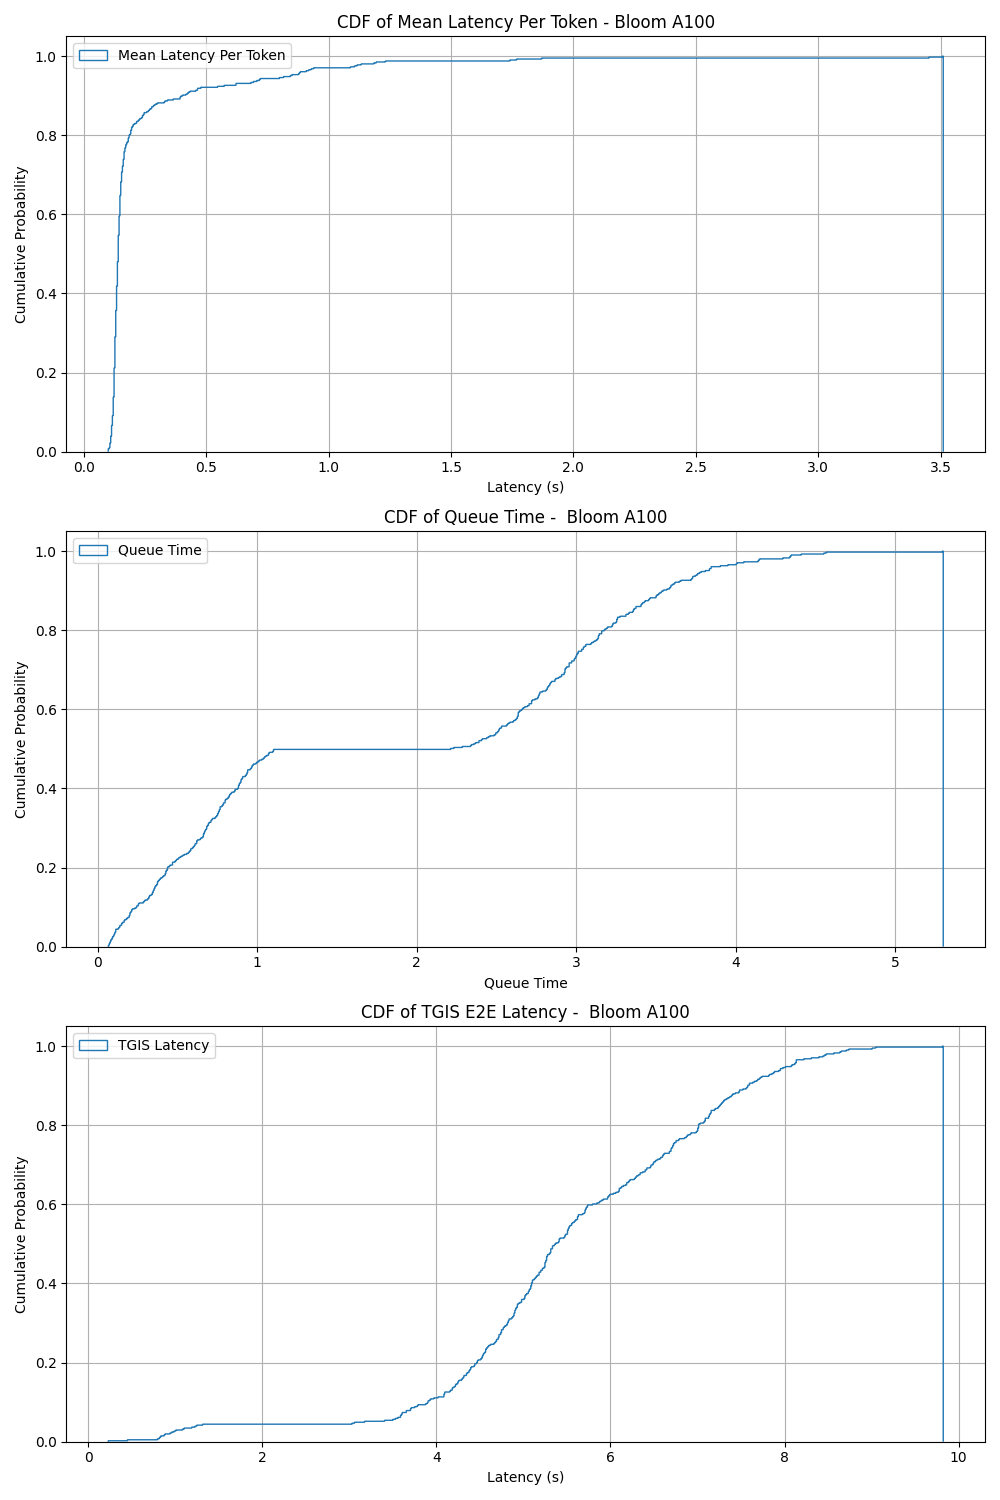 CDF of Mean Latency Per Token - Bloom A100
Mean Latency Per Token
Cumulative Probability
1.0
0.8
0.6
0.4
0.2
0.0
0.0 0.5 1.0 1.5 2.0 2.5 3.0 3.5
Latency (s)
CDF of Queue Time -  Bloom A100
Queue Time
Cumulative Probability
1.0
0.8
0.6
0.4
0.2
0.0
0 1 2 3 4 5
Queue Time
CDF of TGIS E2E Latency -  Bloom A100
TGIS Latency
Cumulative Probability
1.0
0.8
0.6
0.4
0.2
0.0
0 2 4 6 8 10
Latency (s)